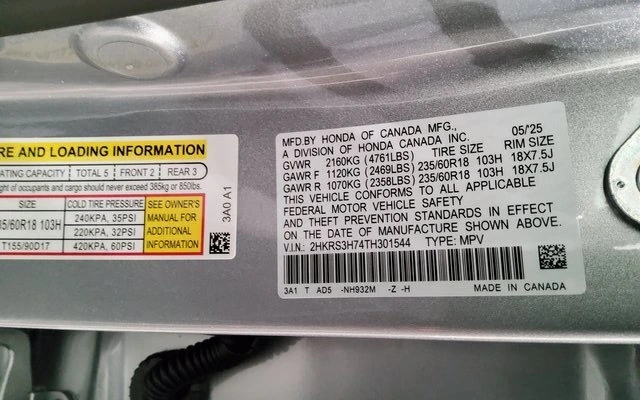 RE AND LOADING INFORMATION
ATING CAPACITY TOTAL 5 FRONT 2 REAR 3
ght of occupants and cargo should never exceed 385kg or 850lbs.
SIZE COLD TIRE PRESSURE SEE OWNER'S MANUAL FOR ADDITIONAL INFORMATION
35/60R18 103H 240KPA, 35PSI
220KPA, 32PSI
T155/90D17 420KPA, 60PSI
3A0 A1
MFD.BY HONDA OF CANADA MFG., 05/'25
A DIVISION OF HONDA CANADA INC.
GVWR 2160KG (4761LBS) TIRE SIZE RIM SIZE
GAWR F 1120KG (2469LBS) 235/60R18 103H 18X7.5J
GAWR R 1070KG (2358LBS) 235/60R18 103H 18X7.5J
THIS VEHICLE CONFORMS TO ALL APPLICABLE
FEDERAL MOTOR VEHICLE SAFETY
AND THEFT PREVENTION STANDARDS IN EFFECT
ON THE DATE OF MANUFACTURE SHOWN ABOVE.
V.I.N.: 2HKRS3H74TH301544 TYPE: MPV
3A1 T AD5 -NH932M -Z -H MADE IN CANADA